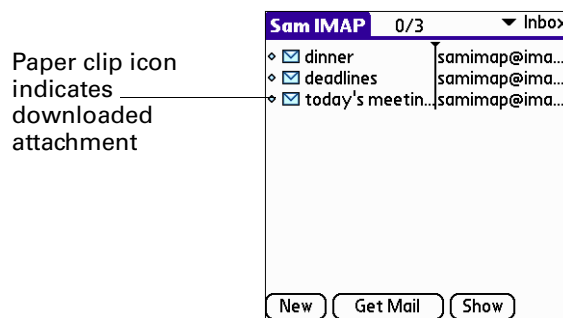 Paper clip icon
indicates
downloaded
attachment
Sam IMAP 0/3 Inbox
dinner samimap@ima...
deadlines samimap@ima...
today's meetin... samimap@ima...
New Get Mail Show